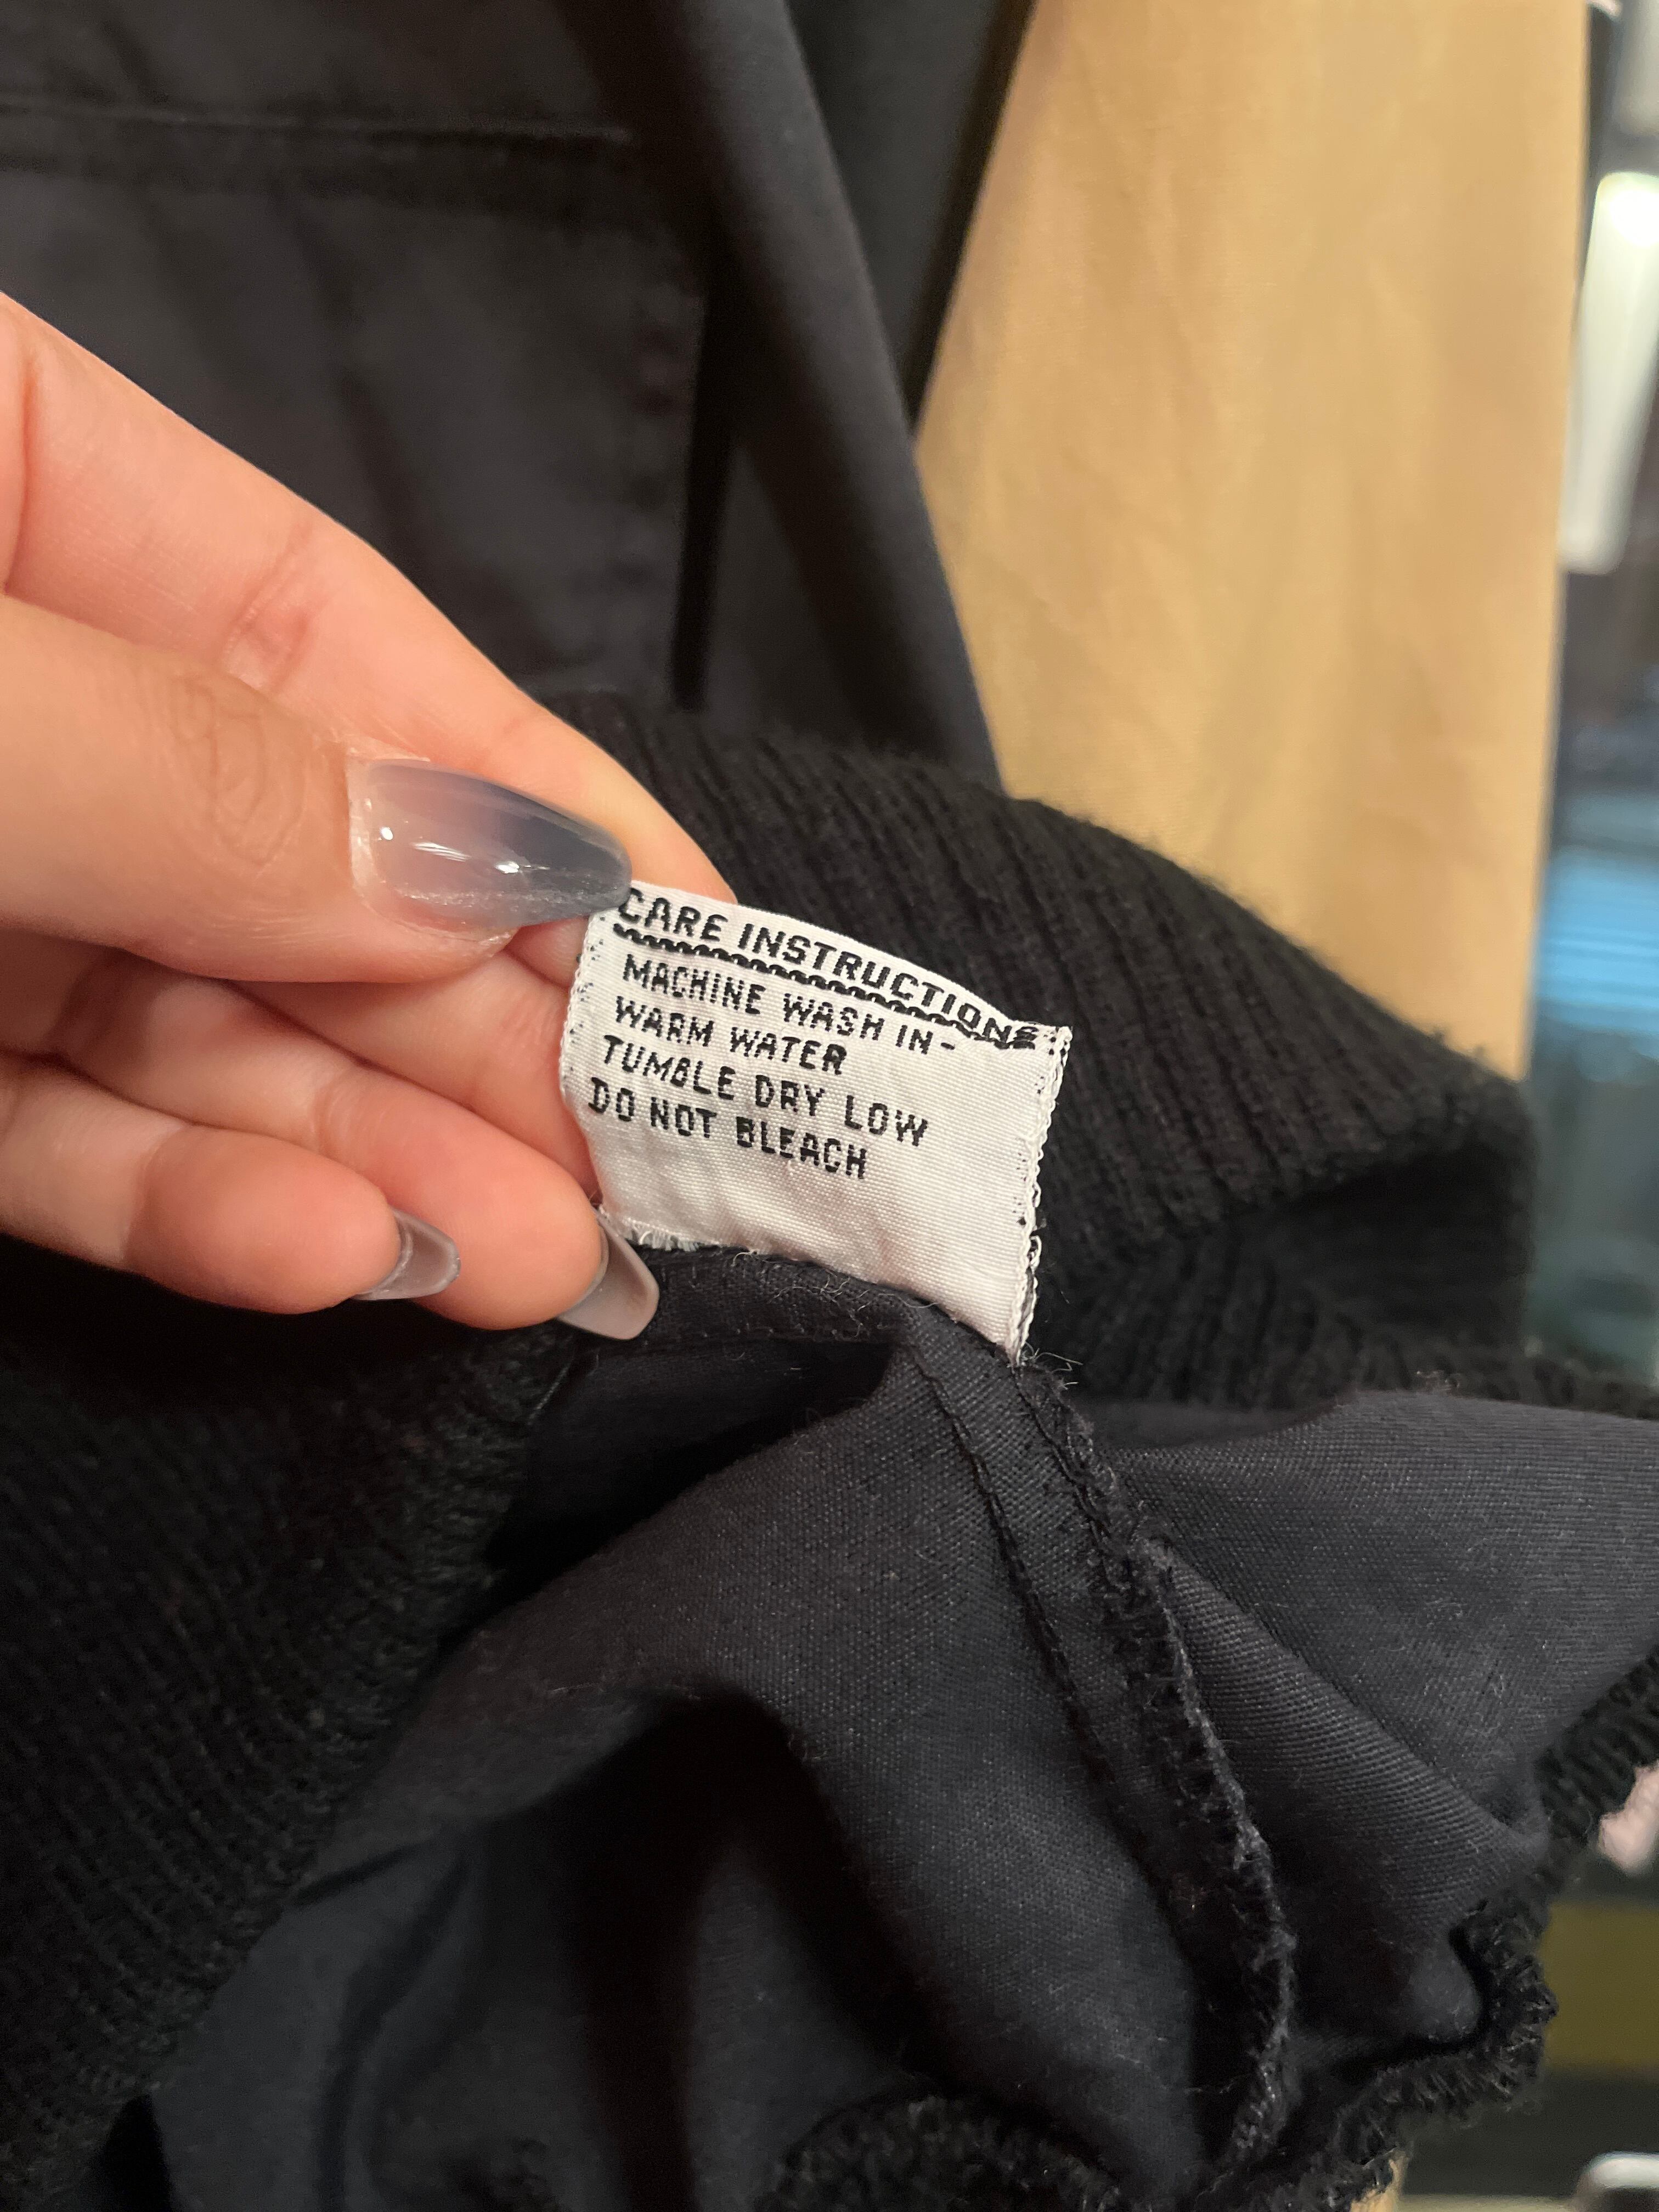 CARE INSTRUCTIONS
MACHINE WASH IN-
WARM WATER
TUMBLE DRY LOW
DO NOT BLEACH